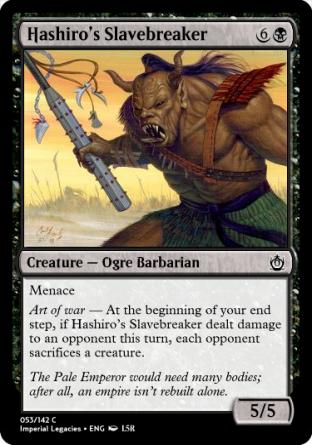 Hashiro's Slavebreaker 6
Creature — Ogre Barbarian
Menace
Art of war — At the beginning of your end
step, if Hashiro's Slavebreaker dealt damage
to an opponent this turn, each opponent
sacrifices a creature.
The Pale Emperor would need many bodies;
after all, an empire isn't rebuilt alone.
5/5
053/142 C
Imperial Legacies • ENG LSR